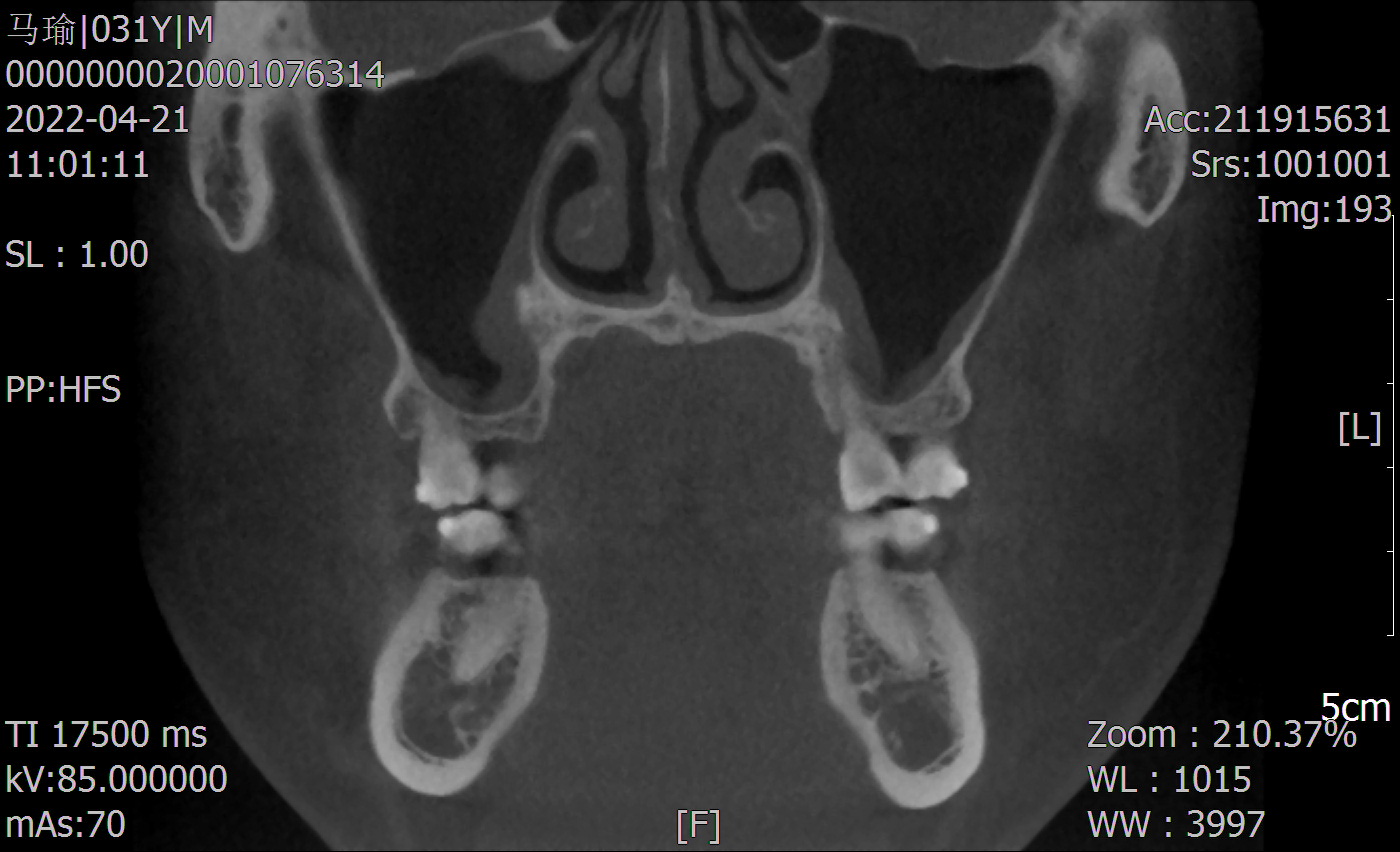 马瑜|031Y|M
0000000020001076314
2022-04-21
11:01:11
SL : 1.00
PP:HFS
Acc:211915631
Srs:1001001
Img:193
[L]
5cm
TI 17500 ms
kV:85.000000
mAs:70
[F]
Zoom : 210.37%
WL : 1015
WW : 3997